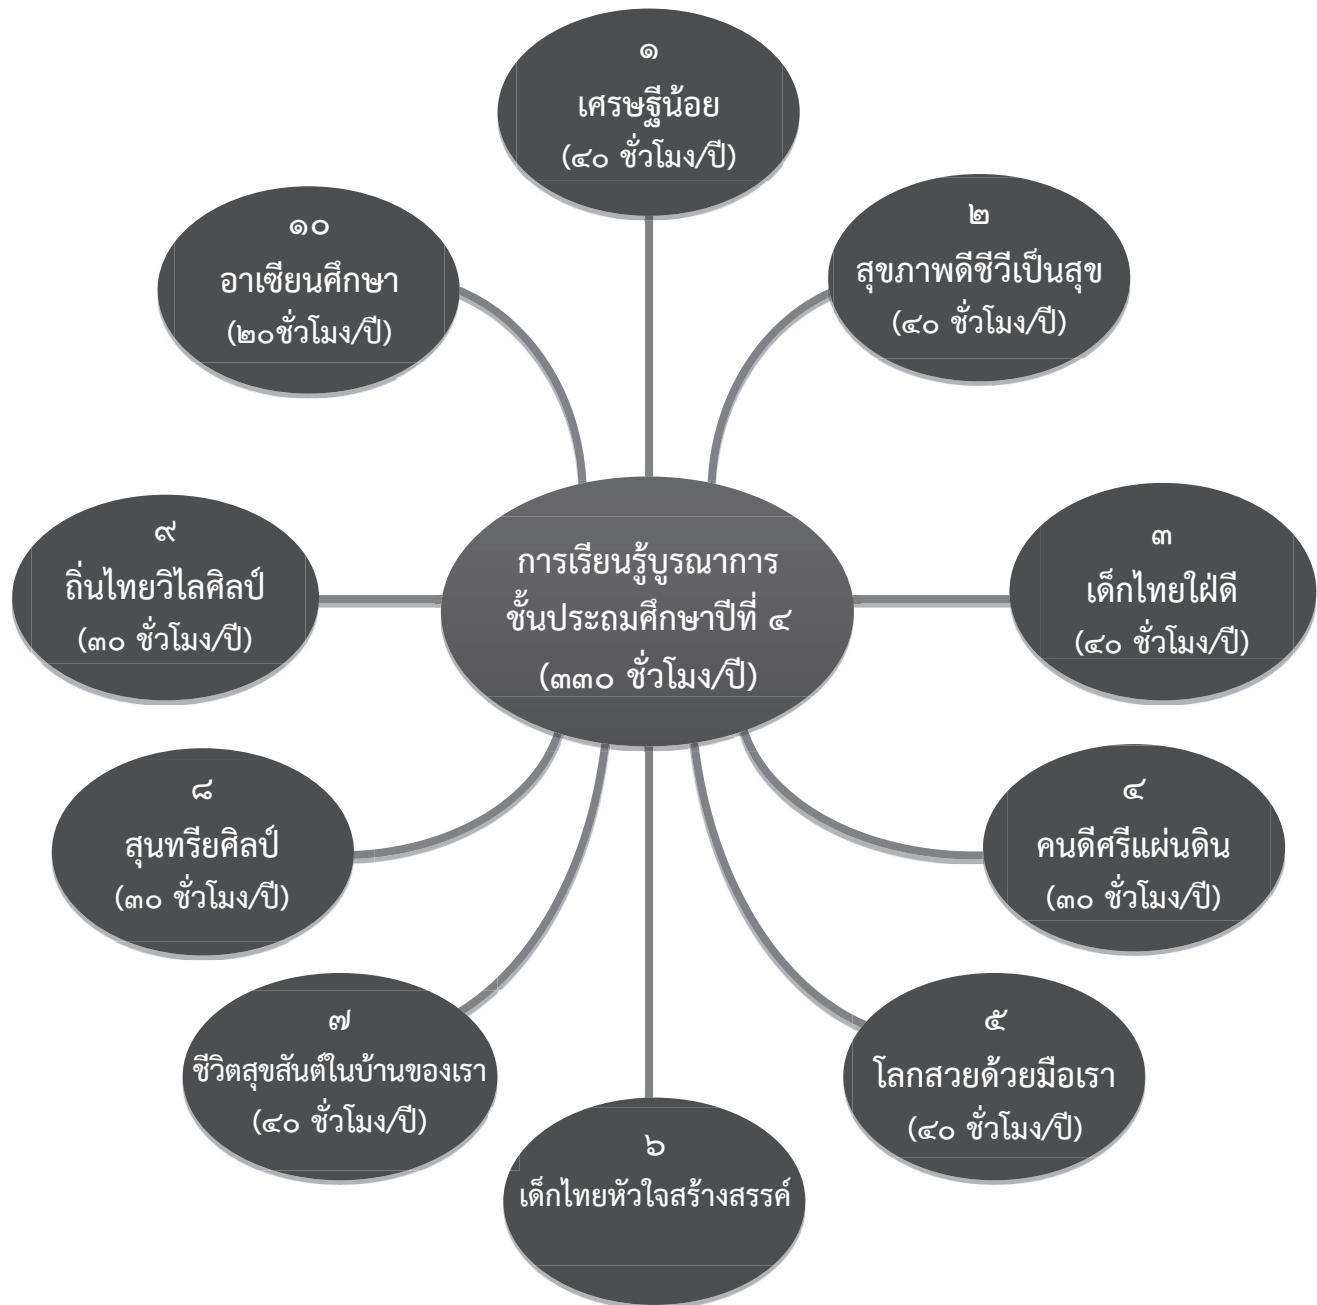 ๑
เศรษฐีน้อย
(๔๐ ชั่วโมง/ปี)
๒
สุขภาพดีชีวีเป็นสุข
(๔๐ ชั่วโมง/ปี)
๓
เด็กไทยใฝ่ดี
(๔๐ ชั่วโมง/ปี)
๔
คนดีศรีแผ่นดิน
(๓๐ ชั่วโมง/ปี)
๕
โลกสวยด้วยมือเรา
(๔๐ ชั่วโมง/ปี)
๖
เด็กไทยหัวใจสร้างสรรค์
๗
ชีวิตสุขสันต์ในบ้านของเรา
(๔๐ ชั่วโมง/ปี)
๘
สุนทรียศิลป์
(๓๐ ชั่วโมง/ปี)
๙
ถิ่นไทยวิไลศิลป์
(๓๐ ชั่วโมง/ปี)
๑๐
อาเซียนศึกษา
(๒๐ชั่วโมง/ปี)
การเรียนรู้บูรณาการ
ชั้นประถมศึกษาปีที่ ๔
(๓๓๐ ชั่วโมง/ปี)